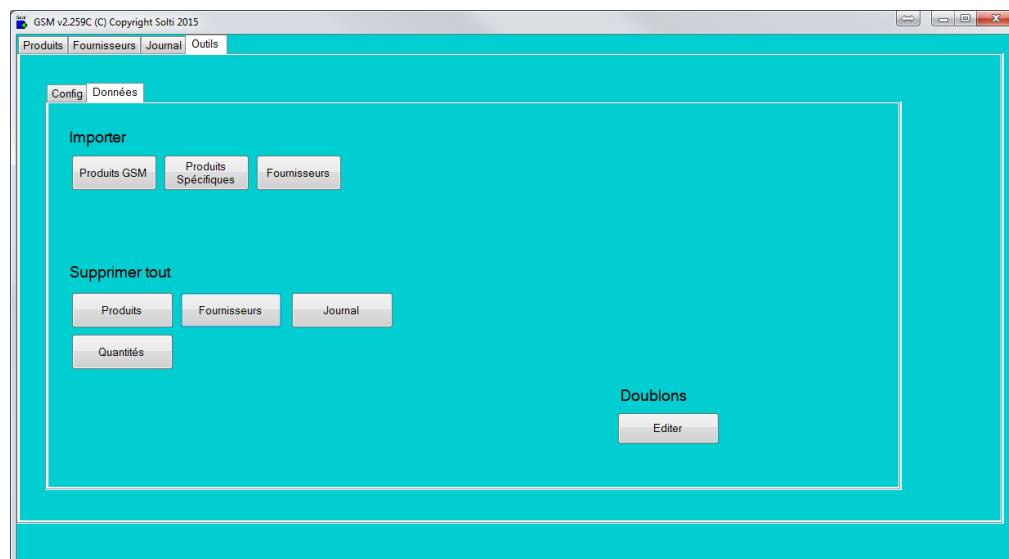 GSM v2.259C (C) Copyright Solti 2015
Produits Fournisseurs Journal Outils
Config Données
Importer
Produits GSM
Produits
Spécifiques
Fournisseurs
Supprimer tout
Produits Fournisseurs Journal
Quantités
Doublons
Editer